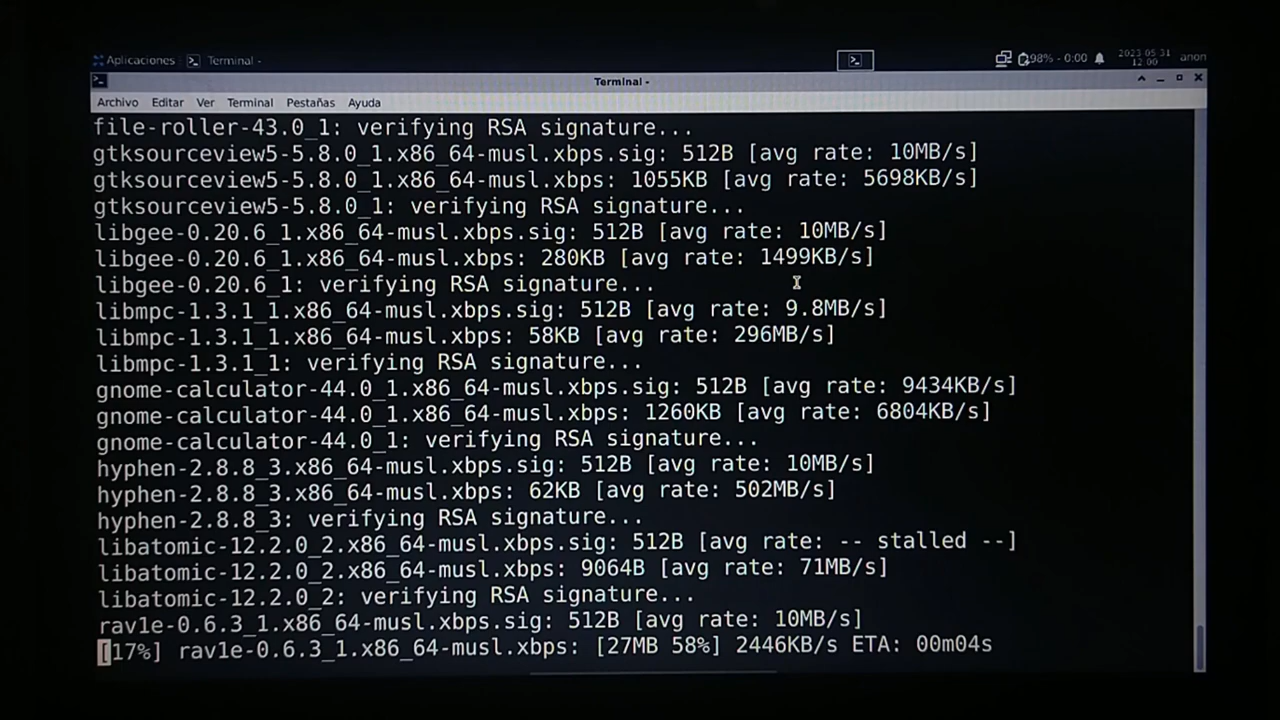 Aplicaciones
Terminal -
98% - 0:00
2023-05-31
12:00
anon
Terminal -
Archivo Editar Ver Terminal Pestañas Ayuda
file-roller-43.0_1: verifying RSA signature...
gtksourceview5-5.8.0_1.x86_64-musl.xbps.sig: 512B [avg rate: 10MB/s]
gtksourceview5-5.8.0_1.x86_64-musl.xbps: 1055KB [avg rate: 5698KB/s]
gtksourceview5-5.8.0_1: verifying RSA signature...
libgee-0.20.6_1.x86_64-musl.xbps.sig: 512B [avg rate: 10MB/s]
libgee-0.20.6_1.x86_64-musl.xbps: 280KB [avg rate: 1499KB/s]
libgee-0.20.6_1: verifying RSA signature...
libmpc-1.3.1_1.x86_64-musl.xbps.sig: 512B [avg rate: 9.8MB/s]
libmpc-1.3.1_1.x86_64-musl.xbps: 58KB [avg rate: 296MB/s]
libmpc-1.3.1_1: verifying RSA signature...
gnome-calculator-44.0_1.x86_64-musl.xbps.sig: 512B [avg rate: 9434KB/s]
gnome-calculator-44.0_1.x86_64-musl.xbps: 1260KB [avg rate: 6804KB/s]
gnome-calculator-44.0_1: verifying RSA signature...
hyphen-2.8.8_3.x86_64-musl.xbps.sig: 512B [avg rate: 10MB/s]
hyphen-2.8.8_3.x86_64-musl.xbps: 62KB [avg rate: 502MB/s]
hyphen-2.8.8_3: verifying RSA signature...
libatomic-12.2.0_2.x86_64-musl.xbps.sig: 512B [avg rate: -- stalled --]
libatomic-12.2.0_2.x86_64-musl.xbps: 9064B [avg rate: 71MB/s]
libatomic-12.2.0_2: verifying RSA signature...
rav1e-0.6.3_1.x86_64-musl.xbps.sig: 512B [avg rate: 10MB/s]
[17%] rav1e-0.6.3_1.x86_64-musl.xbps: [27MB 58%] 2446KB/s ETA: 00m04s